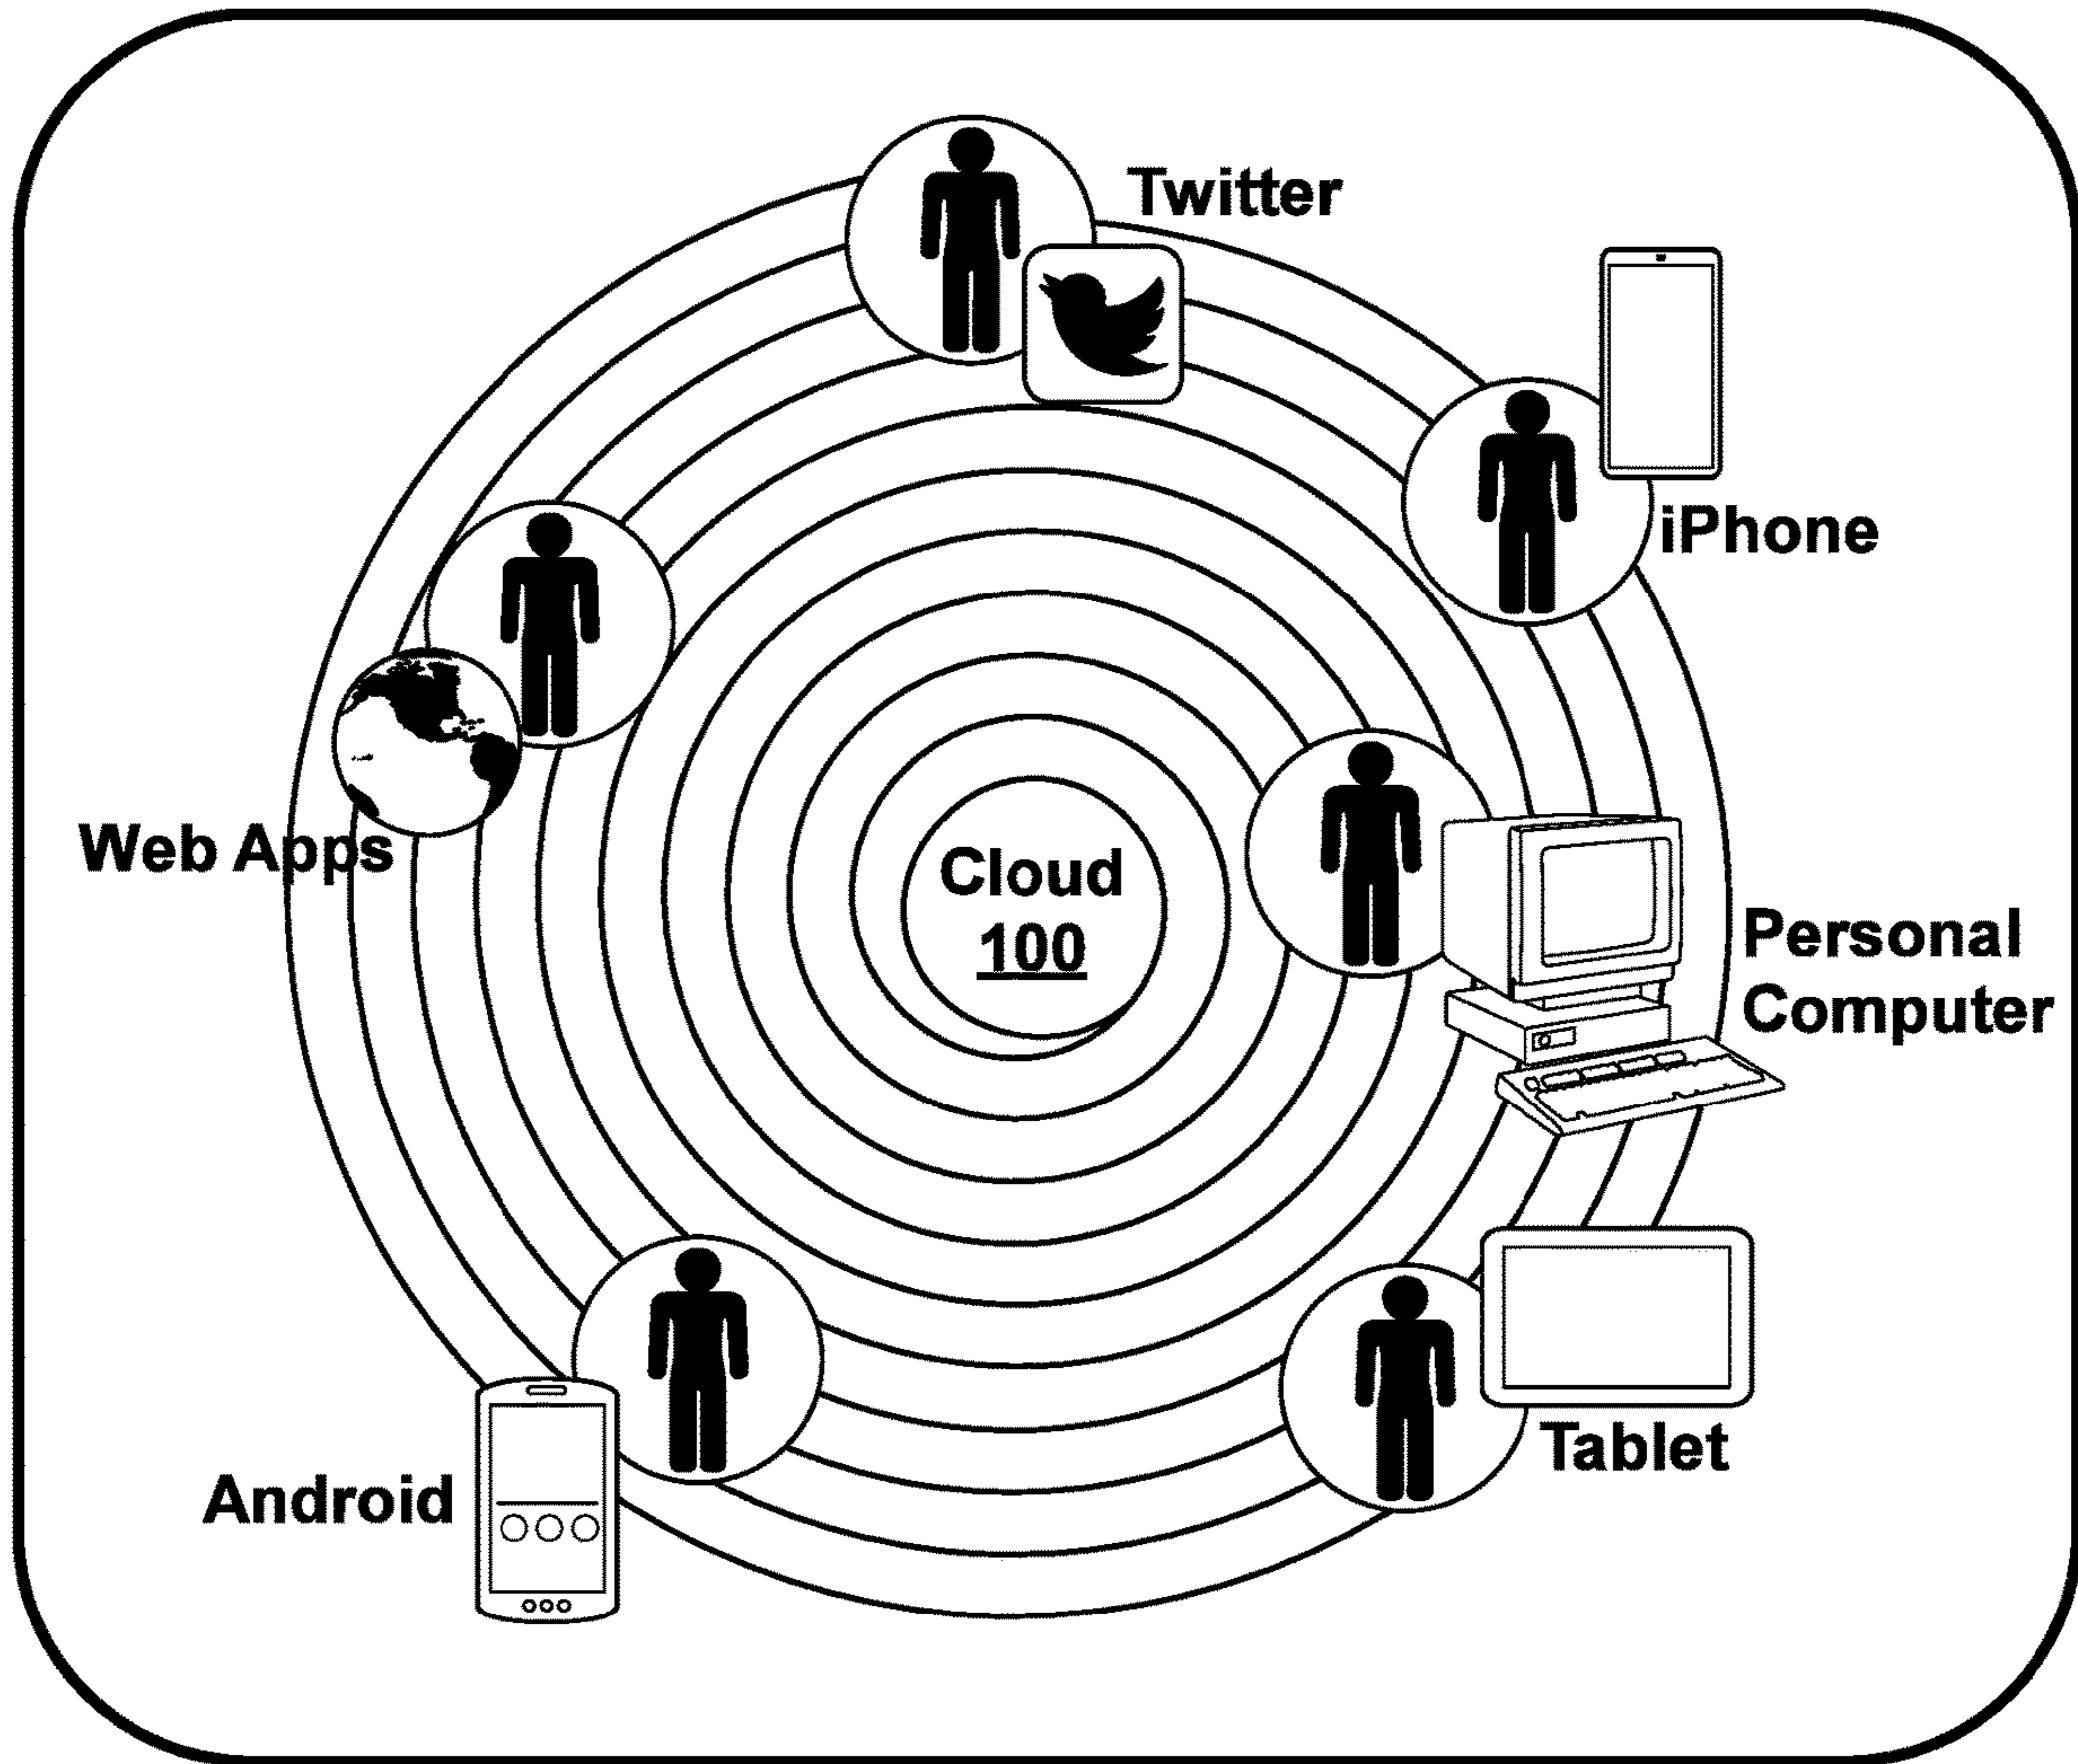 Twitter
iPhone
Web Apps
Cloud
100
Personal
Computer
Tablet
Android